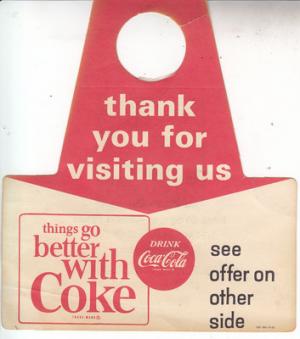 thank
you for
visiting us
things go
better
with
Coke
TRADE-MARK ®
DRINK
Coca-Cola
see
offer on
other
side